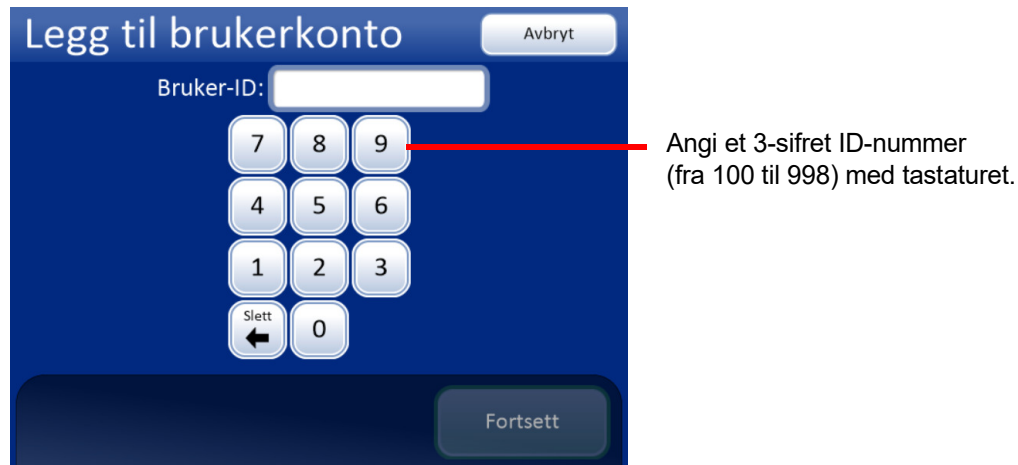 Legg til brukerkonto
Avbryt
Bruker-ID:
7 8 9
Angi et 3-sifret ID-nummer
(fra 100 til 998) med tastaturet.
4 5 6
1 2 3
Slett
0
Fortsett